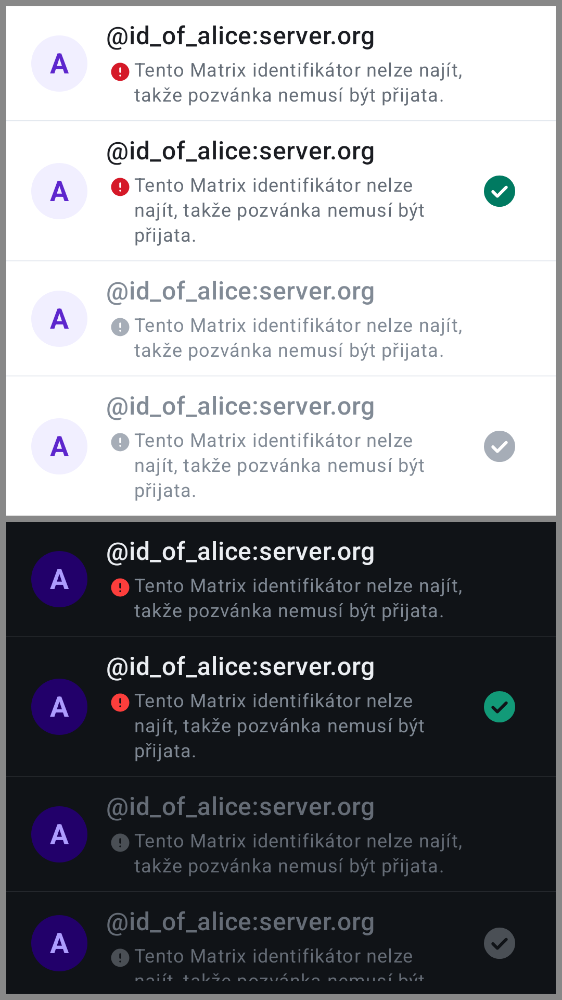 @id_of_alice:server.org
A
Tento Matrix identifikátor nelze najít,
takže pozvánka nemusí být přijata.
@id_of_alice:server.org
A
Tento Matrix identifikátor nelze
najít, takže pozvánka nemusí být
přijata.
@id_of_alice:server.org
A
Tento Matrix identifikátor nelze najít,
takže pozvánka nemusí být přijata.
@id_of_alice:server.org
A
Tento Matrix identifikátor nelze
najít, takže pozvánka nemusí být
přijata.
@id_of_alice:server.org
A
Tento Matrix identifikátor nelze najít,
takže pozvánka nemusí být přijata.
@id_of_alice:server.org
A
Tento Matrix identifikátor nelze
najít, takže pozvánka nemusí být
přijata.
@id_of_alice:server.org
A
Tento Matrix identifikátor nelze najít,
takže pozvánka nemusí být přijata.
@id_of_alice:server.org
A
Tento Matrix identifikátor nelze
najít, takže pozvánka nemusí být